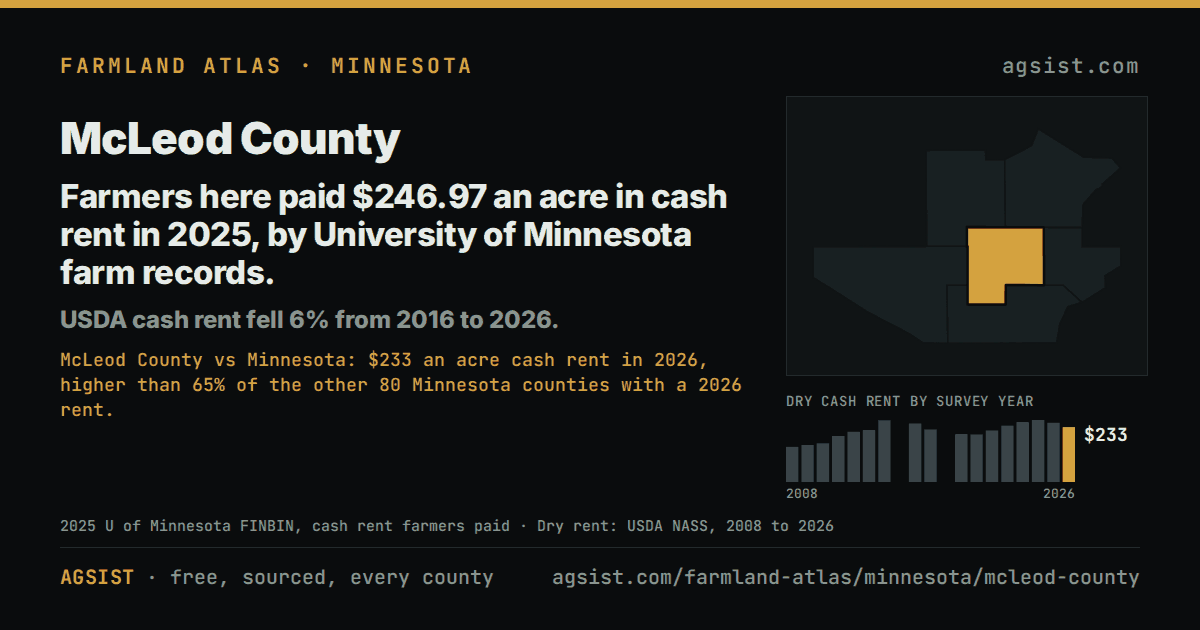 FARMLAND ATLAS · MINNESOTA
agsist.com
McLeod County
Farmers here paid $246.97 an acre in cash
rent in 2025, by University of Minnesota
farm records.
USDA cash rent fell 6% from 2016 to 2026.
McLeod County vs Minnesota: $233 an acre cash rent in 2026,
higher than 65% of the other 80 Minnesota counties with a 2026
rent.
DRY CASH RENT BY SURVEY YEAR
$233
2008
2026
2025 U of Minnesota FINBIN, cash rent farmers paid · Dry rent: USDA NASS, 2008 to 2026
AGSIST · free, sourced, every county
agsist.com/farmland-atlas/minnesota/mcleod-county